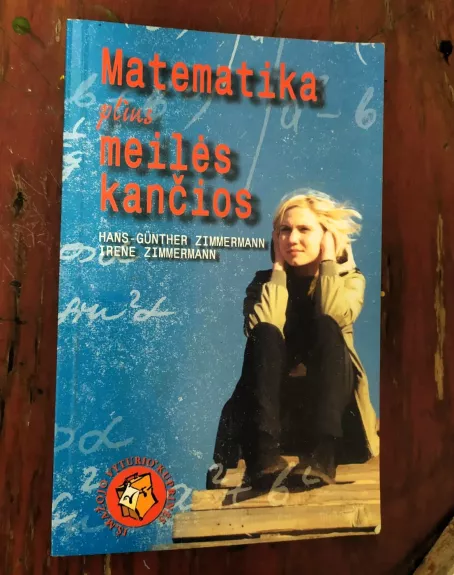 Matematika
plius
meilės
kančios
HANS-GÜNTHER ZIMMERMANN
IRENE ZIMMERMANN